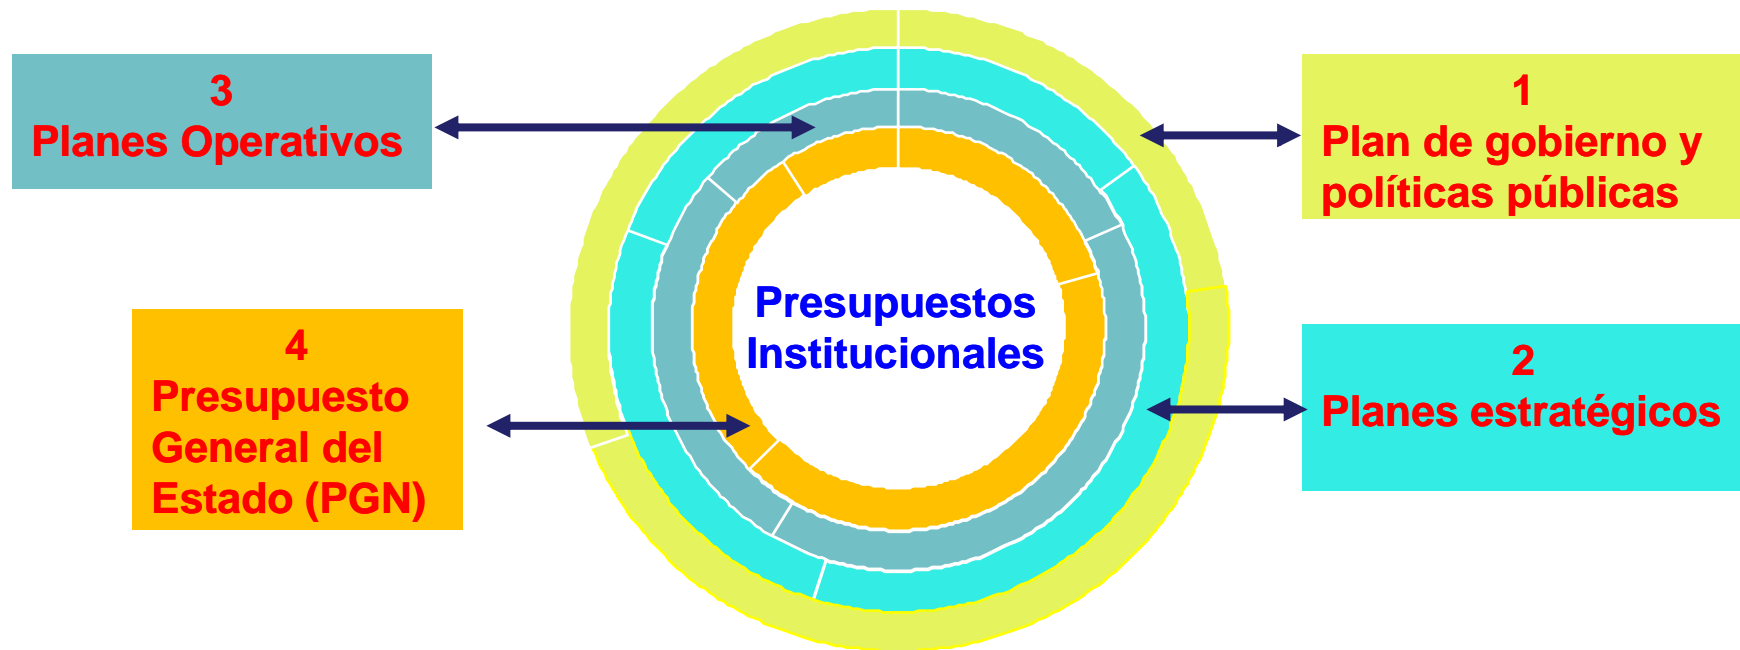 3
Planes Operativos
1
Plan de gobierno y
políticas públicas
Presupuestos
Institucionales
4
Presupuesto
General del
Estado (PGN)
2
Planes estratégicos